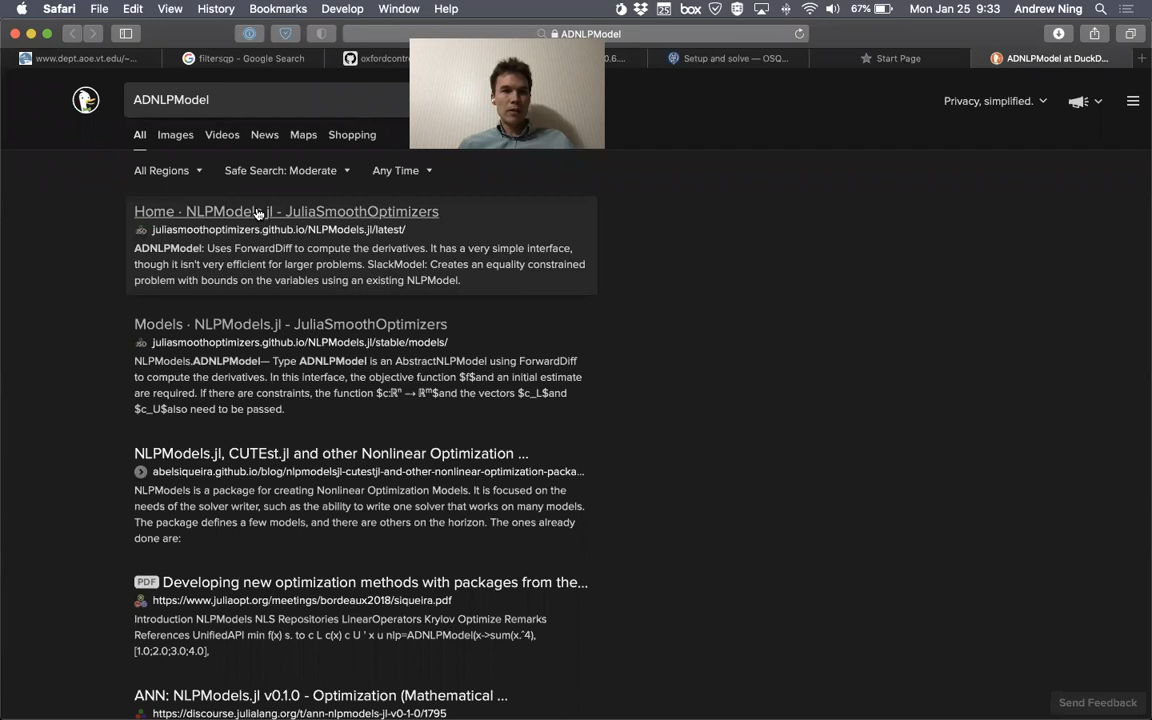 Safari File Edit View History Bookmarks Develop Window Help
box 67% Mon Jan 25 9:33 Andrew Ning
ADNLPModel
www.dept.aoe.vt.edu/~...
filtersqp - Google Search
oxfordcontr
0.6....
Setup and solve — OSQ...
Start Page
ADNLPModel at DuckD...
ADNLPModel
Privacy, simplified.
All Images Videos News Maps Shopping
All Regions Safe Search: Moderate Any Time
Home · NLPModels.jl - JuliaSmoothOptimizers
juliasmoothoptimizers.github.io/NLPModels.jl/latest/
ADNLPModel: Uses ForwardDiff to compute the derivatives. It has a very simple interface,
though it isn't very efficient for larger problems. SlackModel: Creates an equality constrained
problem with bounds on the variables using an existing NLPModel.
Models · NLPModels.jl - JuliaSmoothOptimizers
juliasmoothoptimizers.github.io/NLPModels.jl/stable/models/
NLPModels.ADNLPModel— Type ADNLPModel is an AbstractNLPModel using ForwardDiff
to compute the derivatives. In this interface, the objective function $f$and an initial estimate
are required. If there are constraints, the function $c:ℝⁿ → ℝᵐ$and the vectors $c_L$and
$c_U$also need to be passed.
NLPModels.jl, CUTEst.jl and other Nonlinear Optimization ...
abelsiqueira.github.io/blog/nlpmodelsjl-cutestjl-and-other-nonlinear-optimization-packa...
NLPModels is a package for creating Nonlinear Optimization Models. It is focused on the
needs of the solver writer, such as the ability to write one solver that works on many models.
The package defines a few models, and there are others on the horizon. The ones already
done are:
PDF Developing new optimization methods with packages from the...
https://www.juliaopt.org/meetings/bordeaux2018/siqueira.pdf
Introduction NLPModels NLS Repositories LinearOperators Krylov Optimize Remarks
References UnifiedAPI min f(x) s. to c L c(x) c U ' x u nlp=ADNLPModel(x->sum(x.^4),
[1.0;2.0;3.0;4.0],
ANN: NLPModels.jl v0.1.0 - Optimization (Mathematical ...
https://discourse.julialang.org/t/ann-nlpmodels-jl-v0-1-0/1795
Send Feedback